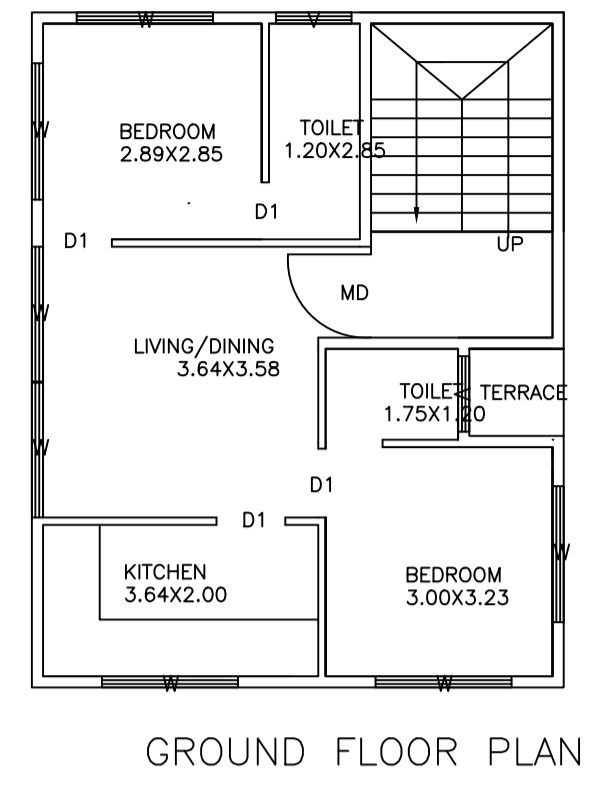 W
V
W
BEDROOM
2.89X2.85
TOILET
1.20X2.85
D1
D1
UP
MD
W
LIVING/DINING
3.64X3.58
TOILET
1.75X1.20
V
TERRACE
W
D1
D1
W
KITCHEN
3.64X2.00
BEDROOM
3.00X3.23
W
W
GROUND FLOOR PLAN